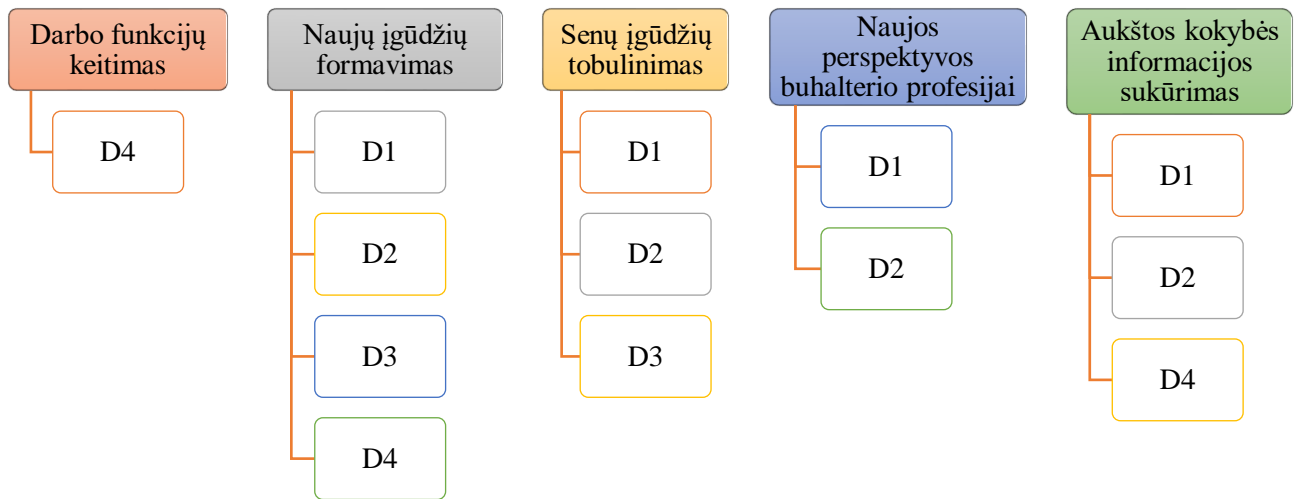 Darbo funkcijų
keitimas
D4
Naujų įgūdžių
formavimas
D1
D2
D3
D4
Senų įgūdžių
tobulinimas
D1
D2
D3
Naujos
perspektyvos
buhalterio profesijai
D1
D2
Aukštos kokybės
informacijos
sukūrimas
D1
D2
D4